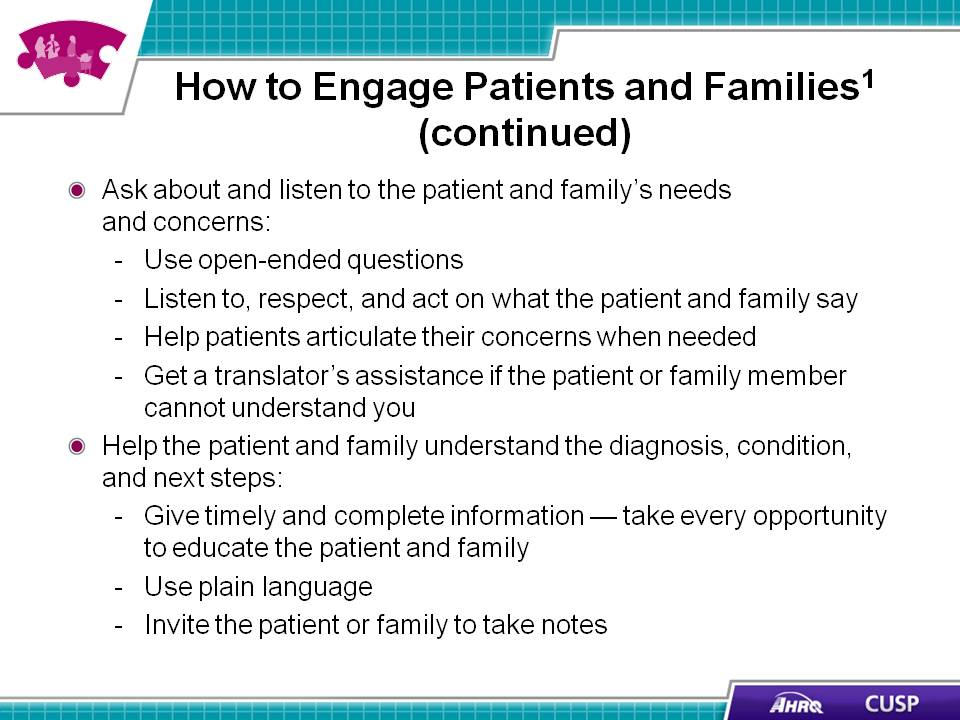 How to Engage Patients and Families1
(continued)
Ask about and listen to the patient and family’s needs
and concerns:
- Use open-ended questions
- Listen to, respect, and act on what the patient and family say
- Help patients articulate their concerns when needed
- Get a translator’s assistance if the patient or family member
cannot understand you
Help the patient and family understand the diagnosis, condition,
and next steps:
- Give timely and complete information — take every opportunity
to educate the patient and family
- Use plain language
- Invite the patient or family to take notes
AHRQ CUSP